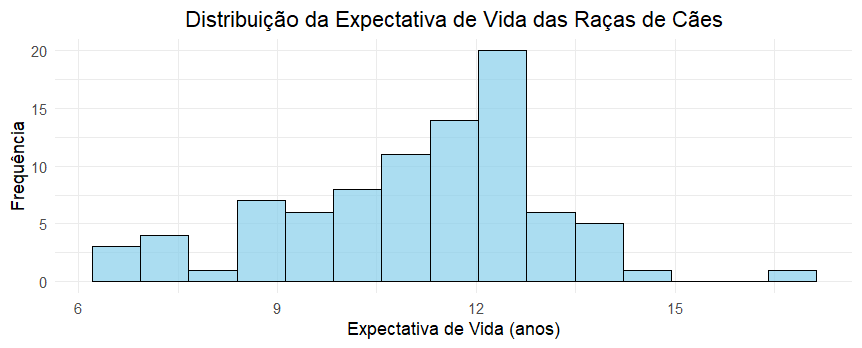 Distribuição da Expectativa de Vida das Raças de Cães
Frequência
20
15
10
5
0
6 9 12 15
Expectativa de Vida (anos)